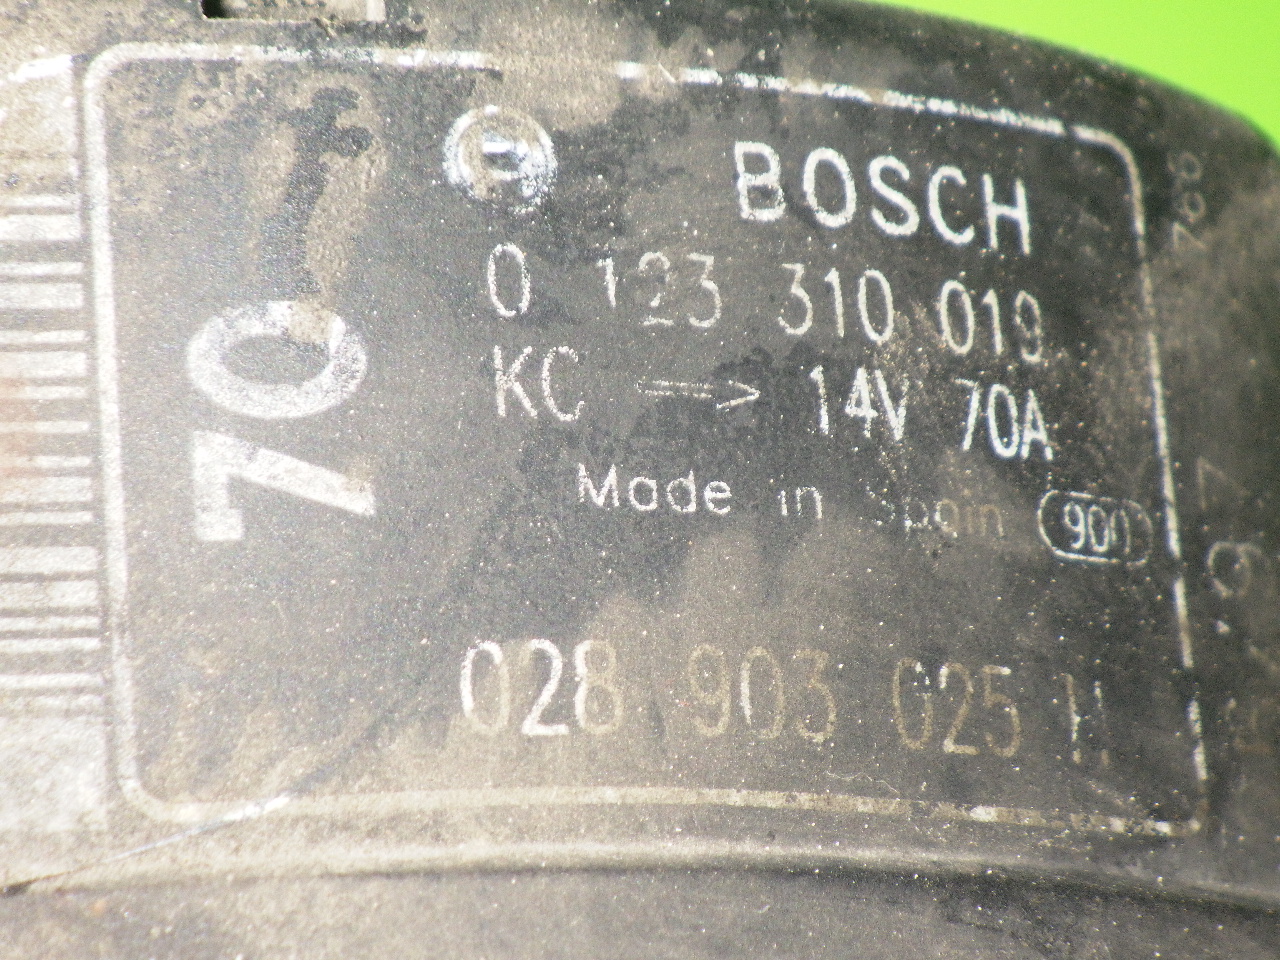 BOSCH
0 123 310 019
KC → 14V 70A
Made in Spain 900
028 903 025 H
70